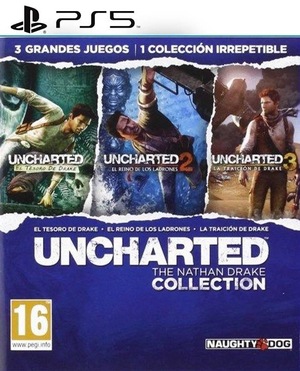 PS5
3 GRANDES JUEGOS | 1 COLECCIÓN IRREPETIBLE
UNCHARTED
EL TESORO DE DRAKE
UNCHARTED 2
EL REINO DE LOS LADRONES
UNCHARTED 3
LA TRAICIÓN DE DRAKE
EL TESORO DE DRAKE • EL REINO DE LOS LADRONES • LA TRAICIÓN DE DRAKE
UNCHARTED
THE NATHAN DRAKE
COLLECTION
16
www.pegi.info
NAUGHTY DOG